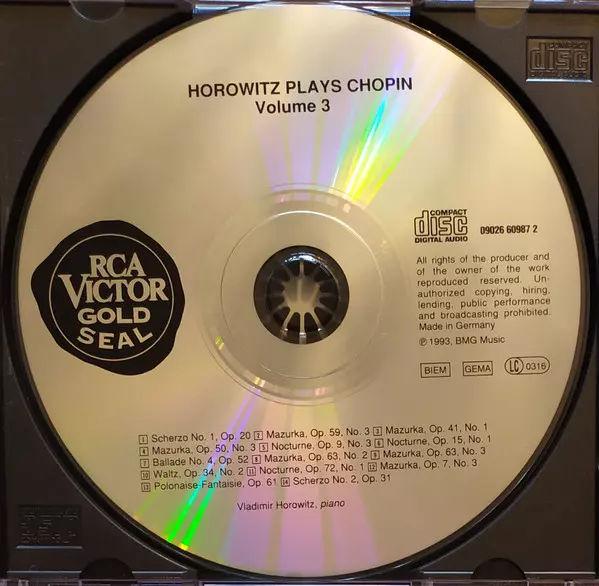 HOROWITZ PLAYS CHOPIN
Volume 3
COMPACT
disc
DIGITAL AUDIO
09026 60987 2
RCA
VICTOR
GOLD
SEAL
All rights of the producer and
of the owner of the work
reproduced reserved. Un-
authorized copying, hiring,
lending, public performance
and broadcasting prohibited.
Made in Germany
℗ 1993, BMG Music
BIEM GEMA LC 0316
1 Scherzo No. 1, Op. 20 2 Mazurka, Op. 59, No. 3 3 Mazurka, Op. 41, No. 1
4 Mazurka, Op. 50, No. 3 5 Nocturne, Op. 9, No. 3 6 Nocturne, Op. 15, No. 1
7 Ballade No. 4, Op. 52 8 Mazurka, Op. 63, No. 2 9 Mazurka, Op. 63, No. 3
10 Waltz, Op. 34, No. 2 11 Nocturne, Op. 72, No. 1 12 Mazurka, Op. 7, No. 3
13 Polonaise-Fantaisie, Op. 61 14 Scherzo No. 2, Op. 31
Vladimir Horowitz, piano
COMPACT
disc